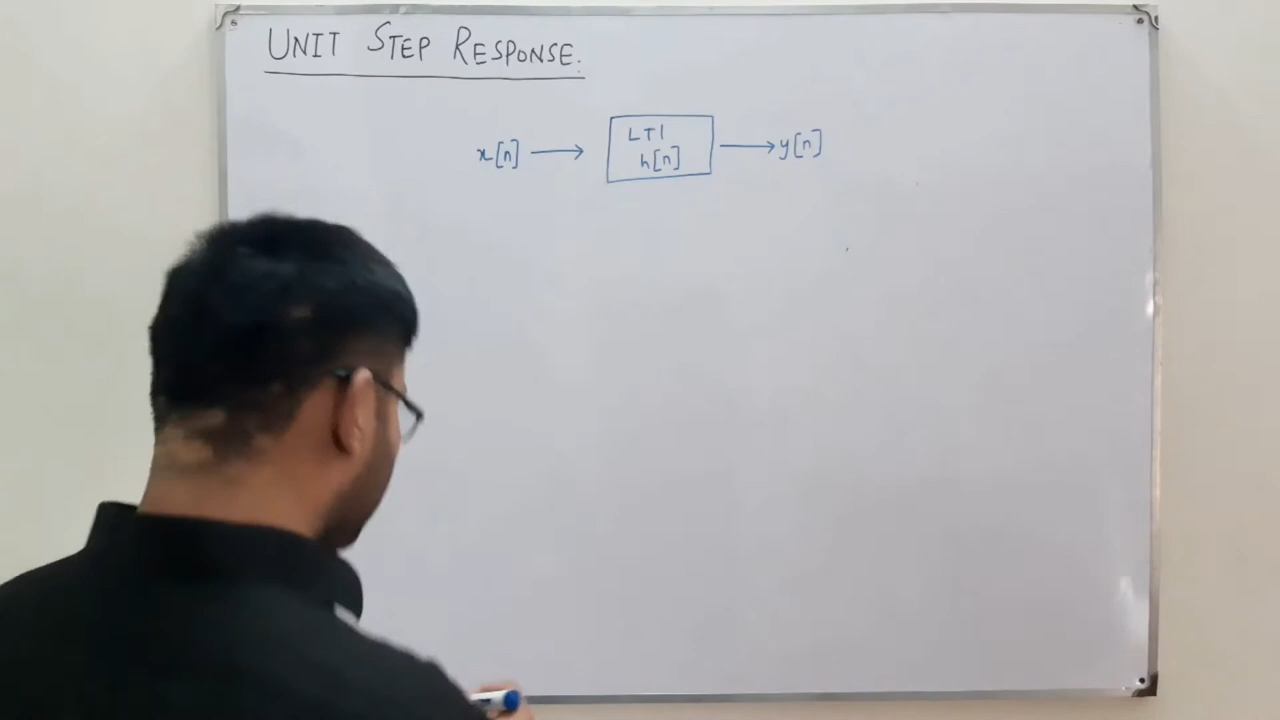 UNIT STEP RESPONSE.
x[n] → LTI h[n] → y[n]